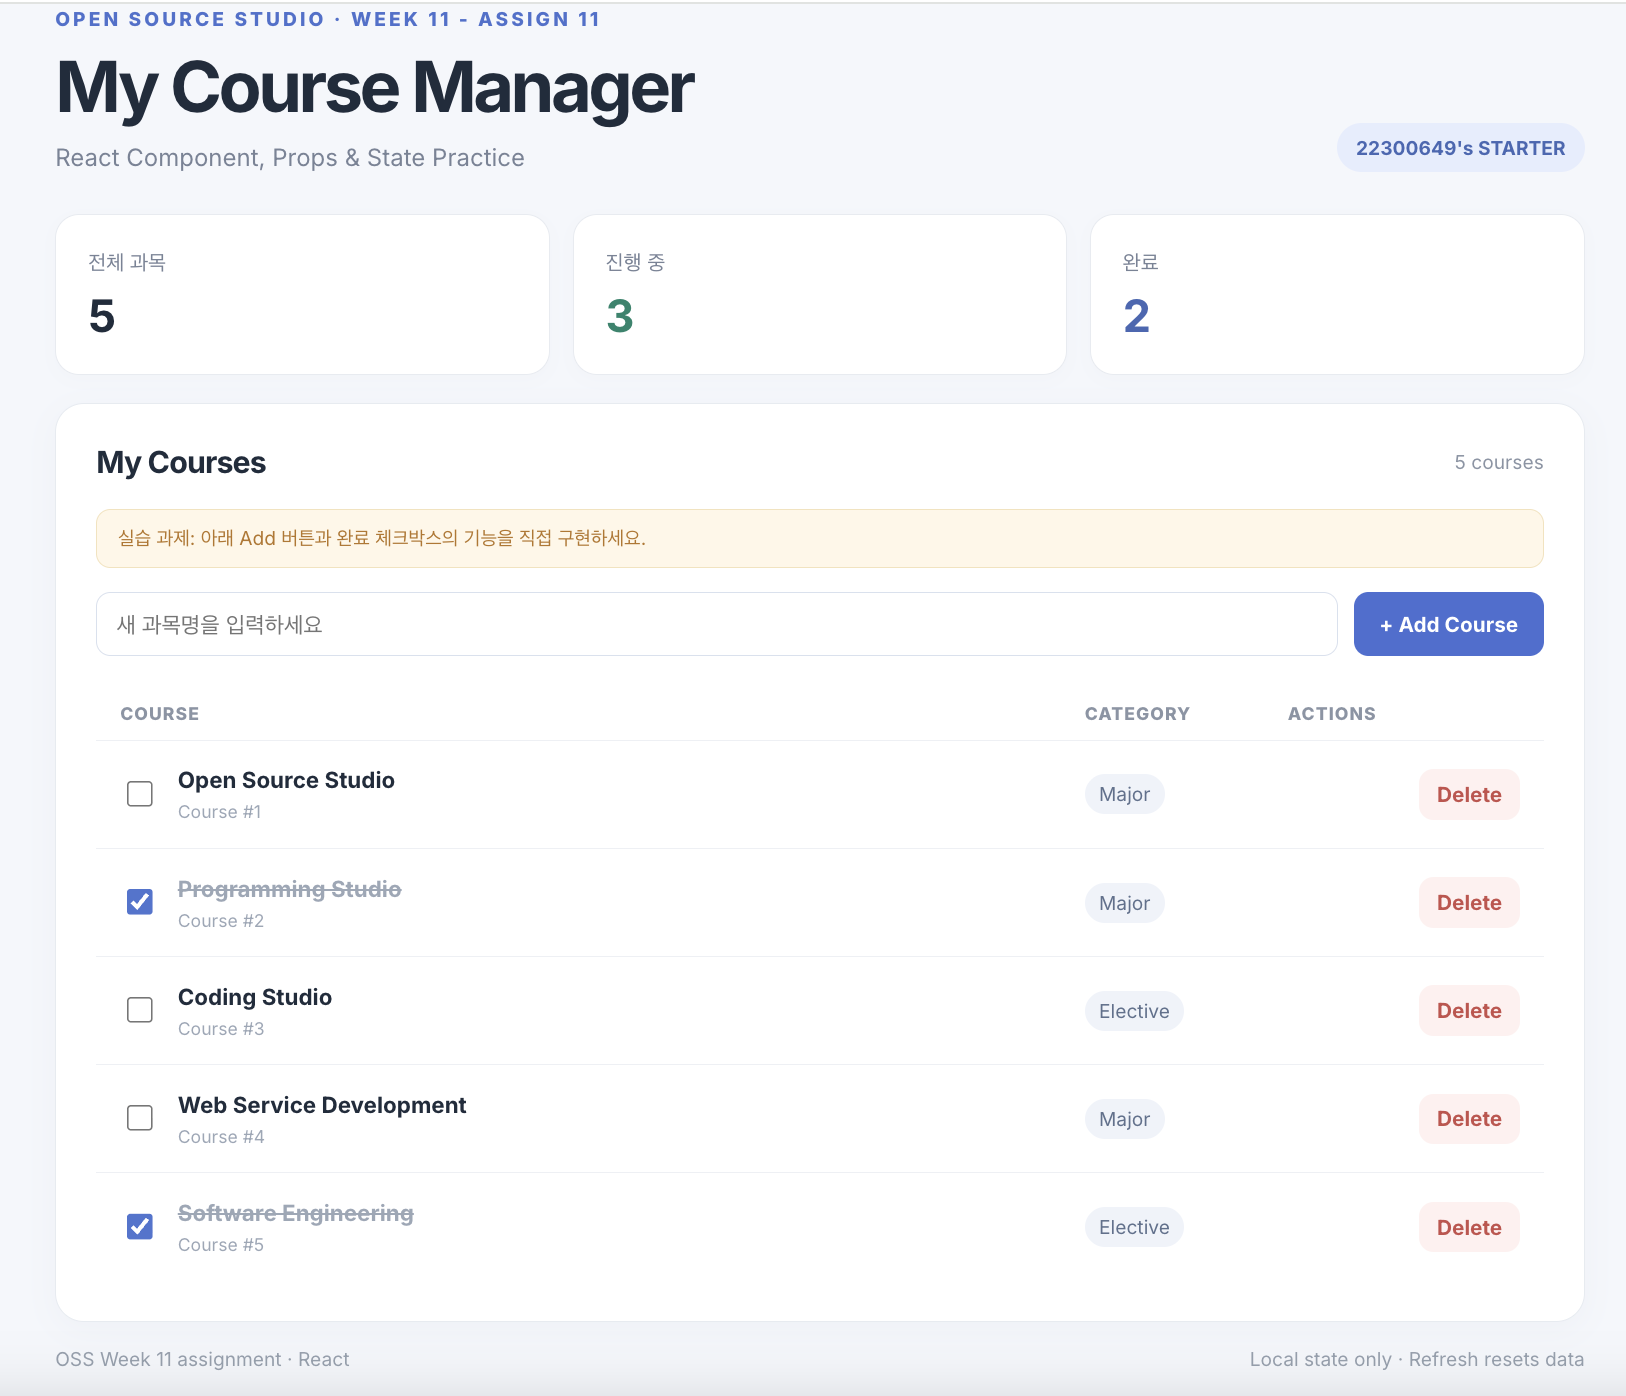 OPEN SOURCE STUDIO · WEEK 11 - ASSIGN 11
My Course Manager
React Component, Props & State Practice
22300649's STARTER
전체 과목
5
진행 중
3
완료
2
My Courses
5 courses
실습 과제: 아래 Add 버튼과 완료 체크박스의 기능을 직접 구현하세요.
새 과목명을 입력하세요
+ Add Course
COURSE CATEGORY ACTIONS
Open Source Studio
Course #1
Major
Delete
Programming Studio
Course #2
Major
Delete
Coding Studio
Course #3
Elective
Delete
Web Service Development
Course #4
Major
Delete
Software Engineering
Course #5
Elective
Delete
OSS Week 11 assignment · React
Local state only · Refresh resets data